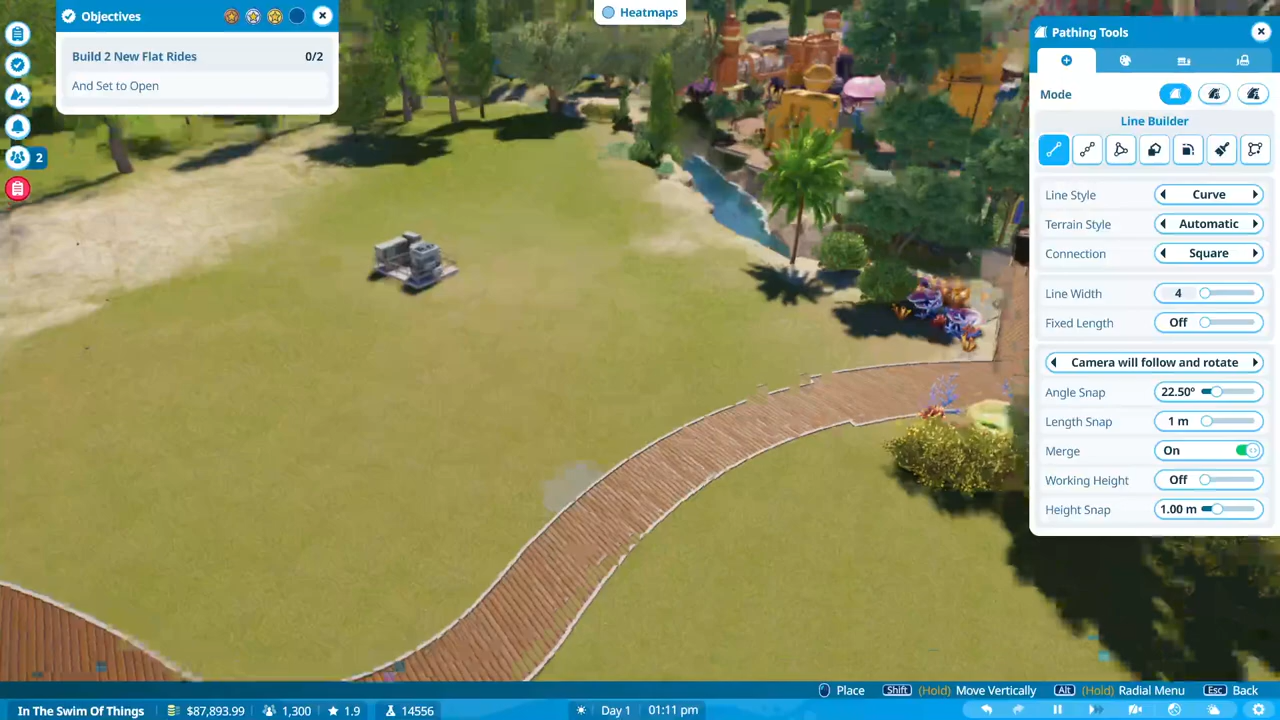 Objectives
Build 2 New Flat Rides 0/2
And Set to Open
2
Heatmaps
Pathing Tools
Mode
Line Builder
Line Style Curve
Terrain Style Automatic
Connection Square
Line Width 4
Fixed Length Off
Camera will follow and rotate
Angle Snap 22.50°
Length Snap 1 m
Merge On
Working Height Off
Height Snap 1.00 m
Place Shift (Hold) Move Vertically Alt (Hold) Radial Menu Esc Back
In The Swim Of Things $87,893.99 1,300 1.9 14556 Day 1 01:11 pm